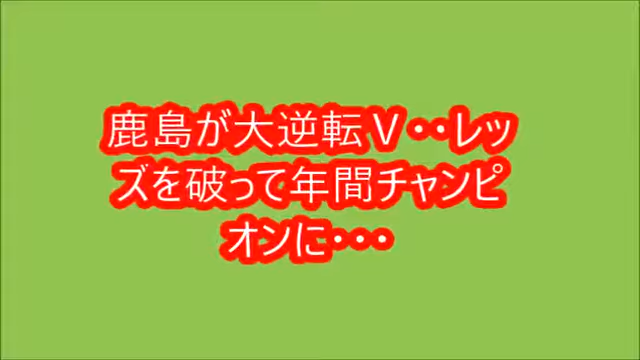 鹿島が大逆転Ｖ・・レッ
ズを破って年間チャンピ
オンに・・・